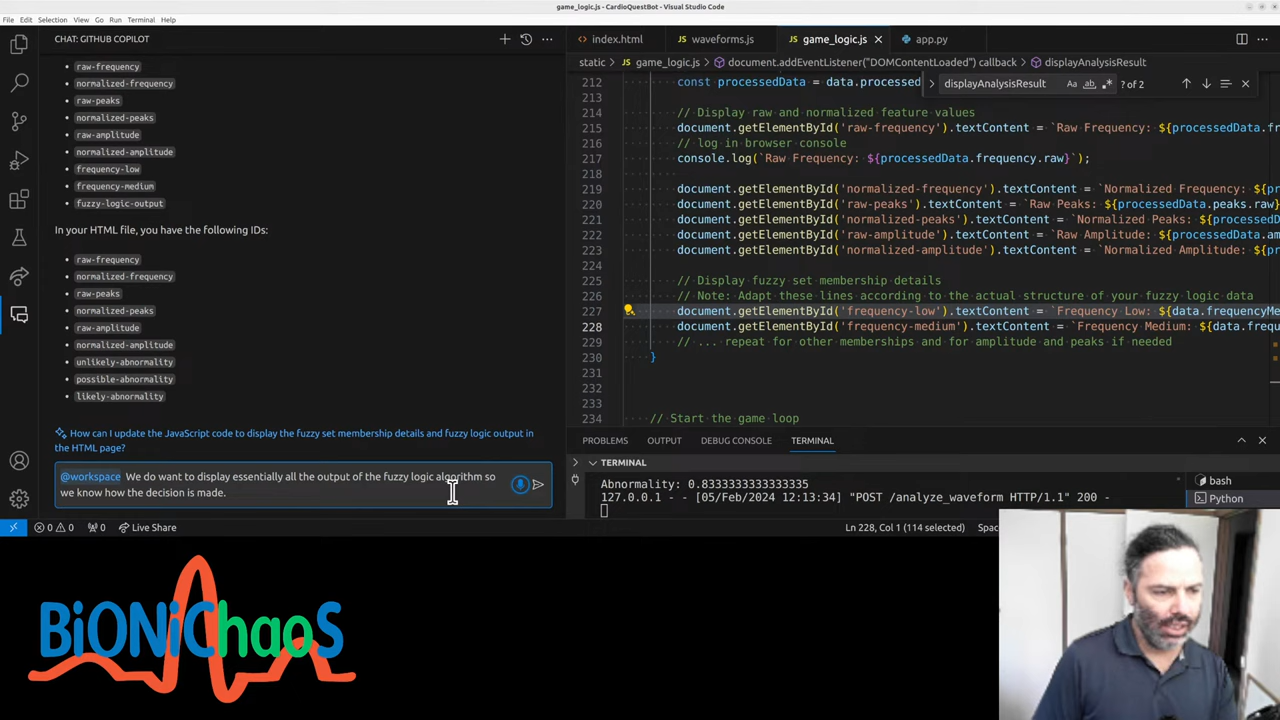 game_logic.js - CardioQuestBot - Visual Studio Code
File Edit Selection View Go Run Terminal Help
CHAT: GITHUB COPILOT
raw-frequency
normalized-frequency
raw-peaks
normalized-peaks
raw-amplitude
normalized-amplitude
frequency-low
frequency-medium
fuzzy-logic-output
In your HTML file, you have the following IDs:
raw-frequency
normalized-frequency
raw-peaks
normalized-peaks
raw-amplitude
normalized-amplitude
unlikely-abnormality
possible-abnormality
likely-abnormality
How can I update the JavaScript code to display the fuzzy set membership details and fuzzy logic output in
the HTML page?
@workspace We do want to display essentially all the output of the fuzzy logic algorithm so
we know how the decision is made.
index.html waveforms.js game_logic.js app.py
static > game_logic.js > document.addEventListener("DOMContentLoaded") callback > displayAnalysisResult
displayAnalysisResult Aa ab .* ? of 2
212 const processedData = data.processed
213
214 // Display raw and normalized feature values
215 document.getElementById('raw-frequency').textContent = `Raw Frequency: ${processedData.fr
216 // log in browser console
217 console.log(`Raw Frequency: ${processedData.frequency.raw}`);
218
219 document.getElementById('normalized-frequency').textContent = `Normalized Frequency: ${pr
220 document.getElementById('raw-peaks').textContent = `Raw Peaks: ${processedData.peaks.raw}
221 document.getElementById('normalized-peaks').textContent = `Normalized Peaks: ${processedD
222 document.getElementById('raw-amplitude').textContent = `Raw Amplitude: ${processedData.am
223 document.getElementById('normalized-amplitude').textContent = `Normalized Amplitude: ${pr
224
225 // Display fuzzy set membership details
226 // Note: Adapt these lines according to the actual structure of your fuzzy logic data
227 document.getElementById('frequency-low').textContent = `Frequency Low: ${data.frequencyMe
228 document.getElementById('frequency-medium').textContent = `Frequency Medium: ${data.frequ
229 // ... repeat for other memberships and for amplitude and peaks if needed
230 }
231
232
233
234 // Start the game loop
PROBLEMS OUTPUT DEBUG CONSOLE TERMINAL
TERMINAL
Abnormality: 0.8333333333333335
127.0.0.1 - - [05/Feb/2024 12:13:34] "POST /analyze_waveform HTTP/1.1" 200 -
bash
Python
0 0 0 Live Share Ln 228, Col 1 (114 selected) Spac
BiONiChaoS